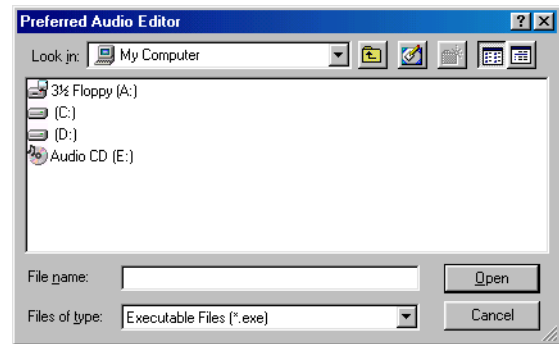 Preferred Audio Editor
Look in: My Computer
3½ Floppy (A:)
(C:)
(D:)
Audio CD (E:)
File name: Open
Files of type: Executable Files (*.exe) Cancel